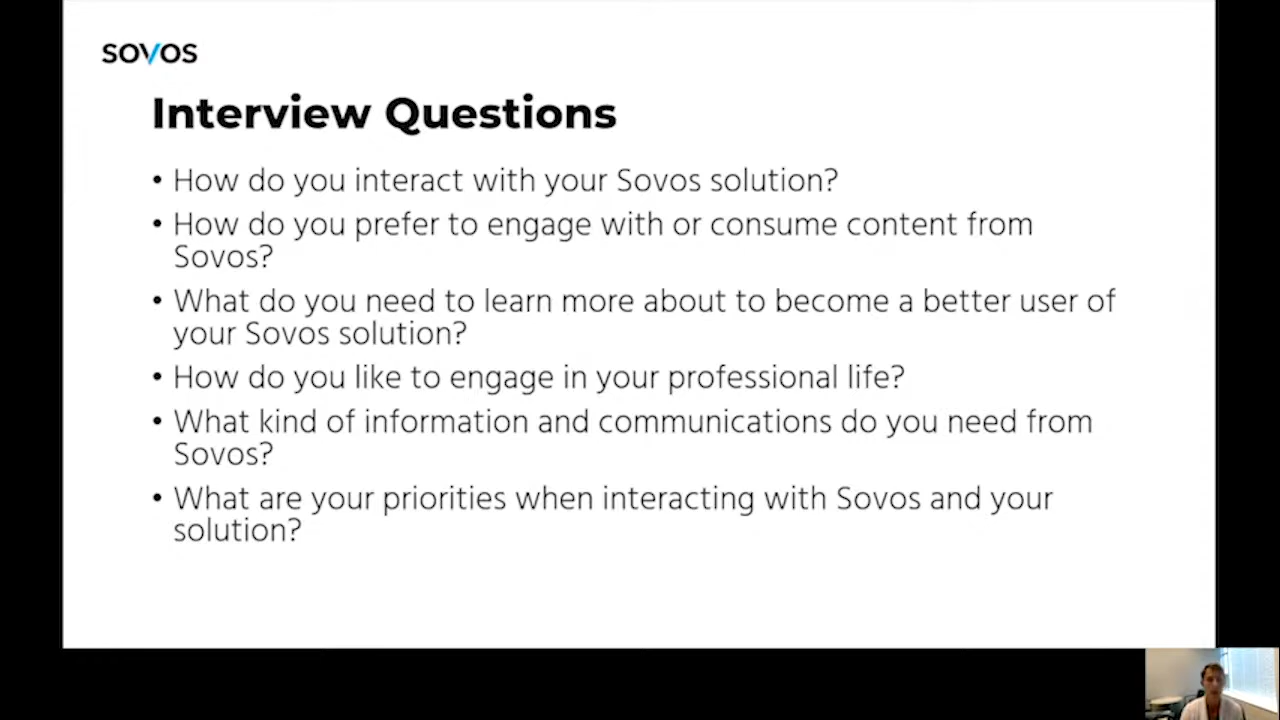 SOVOS
Interview Questions
• How do you interact with your Sovos solution?
• How do you prefer to engage with or consume content from
Sovos?
• What do you need to learn more about to become a better user of
your Sovos solution?
• How do you like to engage in your professional life?
• What kind of information and communications do you need from
Sovos?
• What are your priorities when interacting with Sovos and your
solution?